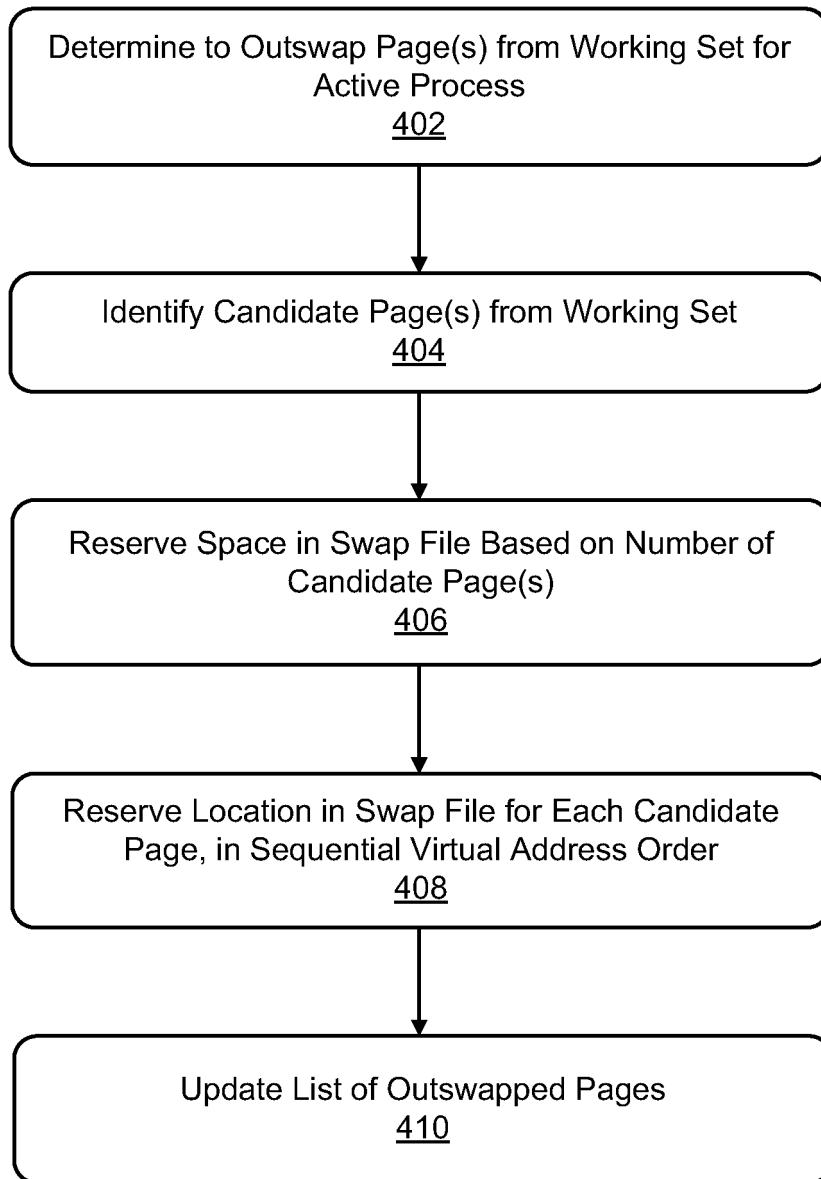 Determine to Outswap Page(s) from Working Set for
Active Process
402
Identify Candidate Page(s) from Working Set
404
Reserve Space in Swap File Based on Number of
Candidate Page(s)
406
Reserve Location in Swap File for Each Candidate
Page, in Sequential Virtual Address Order
408
Update List of Outswapped Pages
410